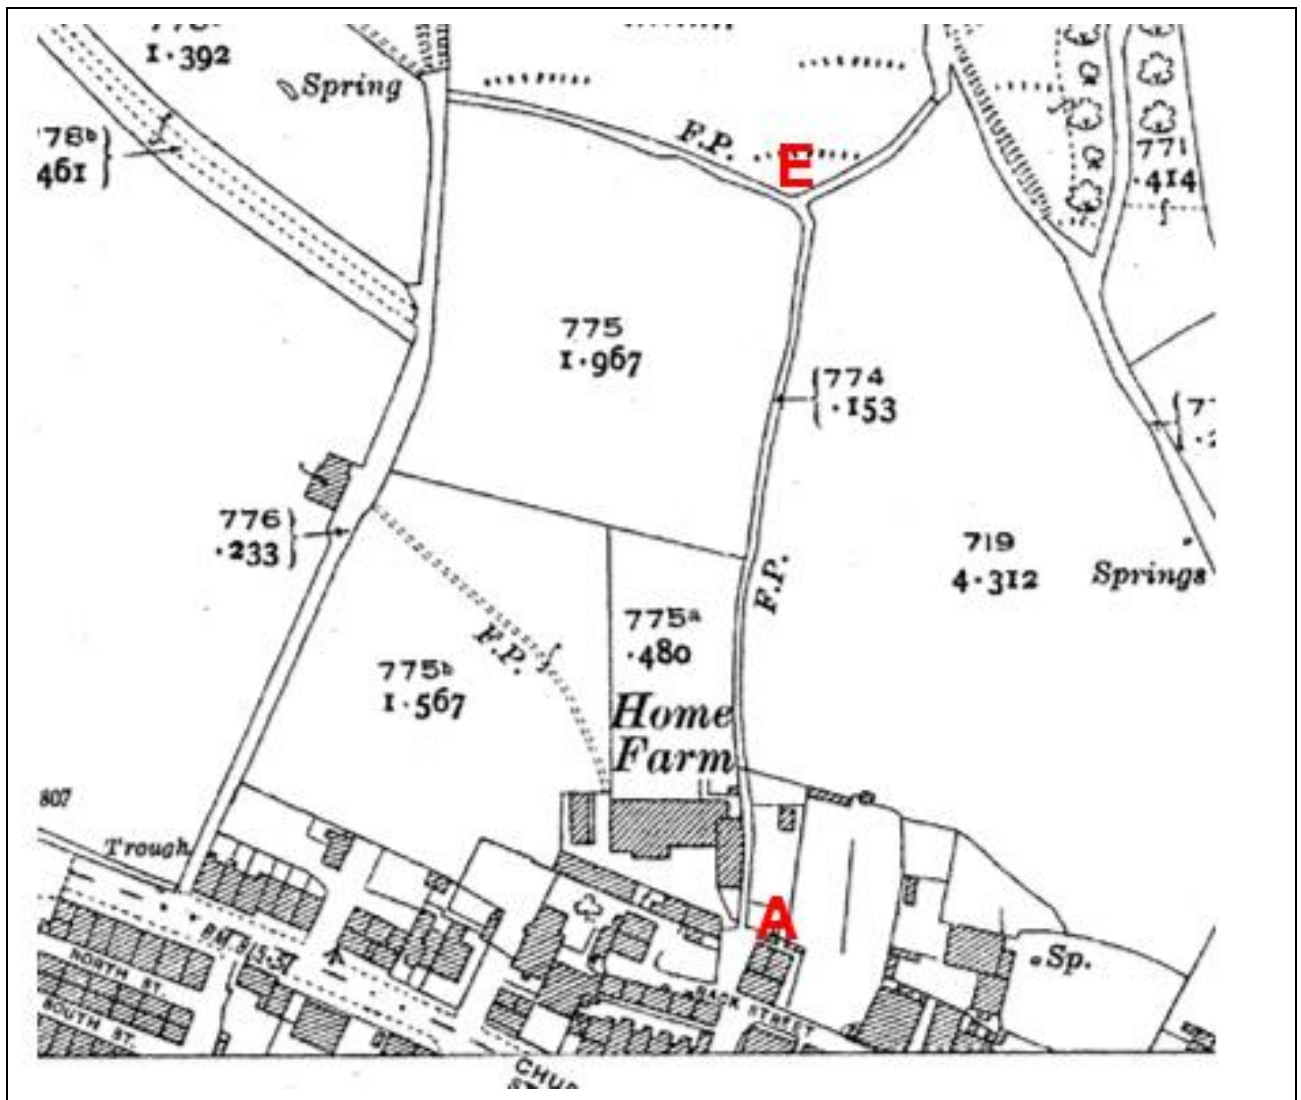 1·392
Spring
78ᵇ
461
F.P.
E
771
·414
775
1·967
774
·153
776
·233
F.P.
719
4·312
Springs
775ᵃ
·480
F.P.
775ᵇ
1·567
Home
Farm
807
Trough
A
Sp.
NORTH ST.
SOUTH ST.
BACK STREET